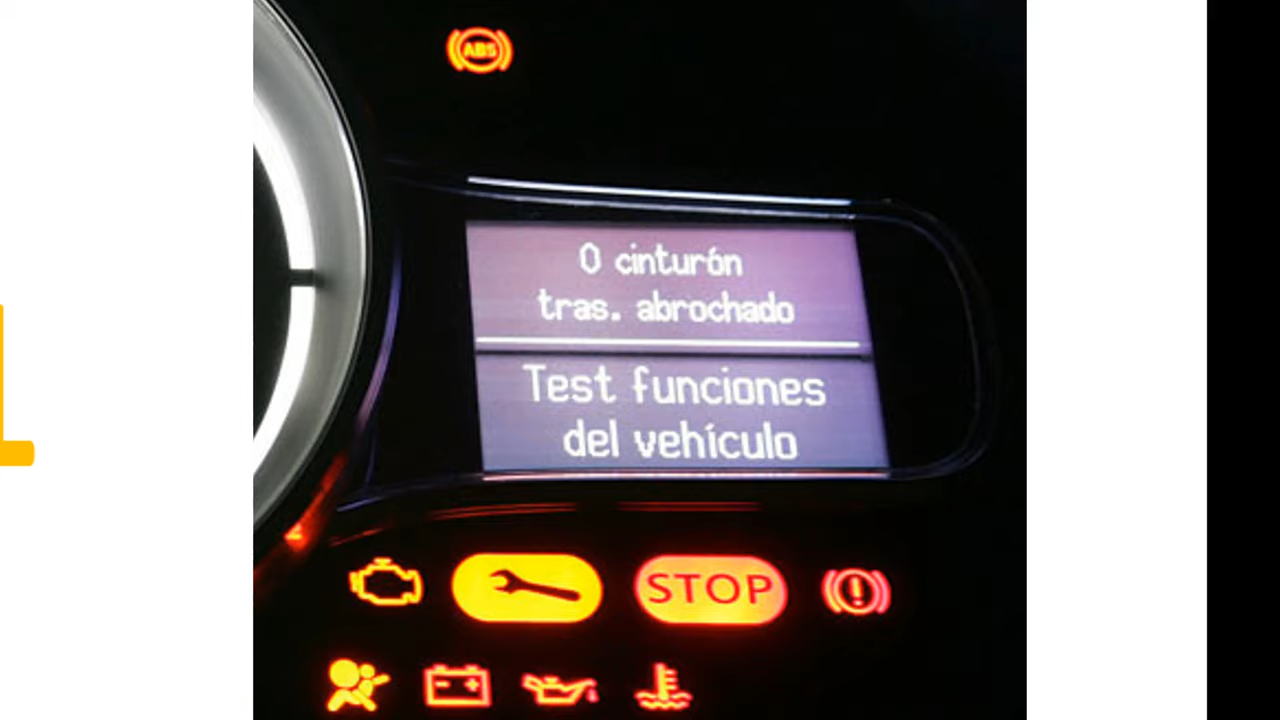 ABS
0 cinturón
tras. abrochado
Test funciones
del vehículo
STOP